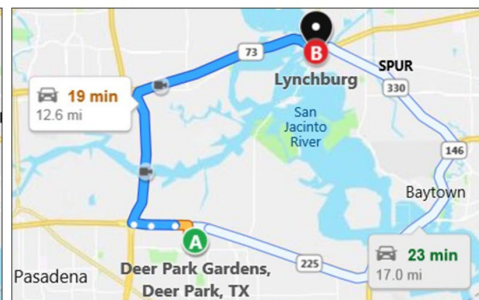 73
B
Lynchburg
SPUR
330
19 min
12.6 mi
San
Jacinto
River
146
Baytown
A
Deer Park Gardens,
Deer Park, TX
225
23 min
17.0 mi
Pasadena